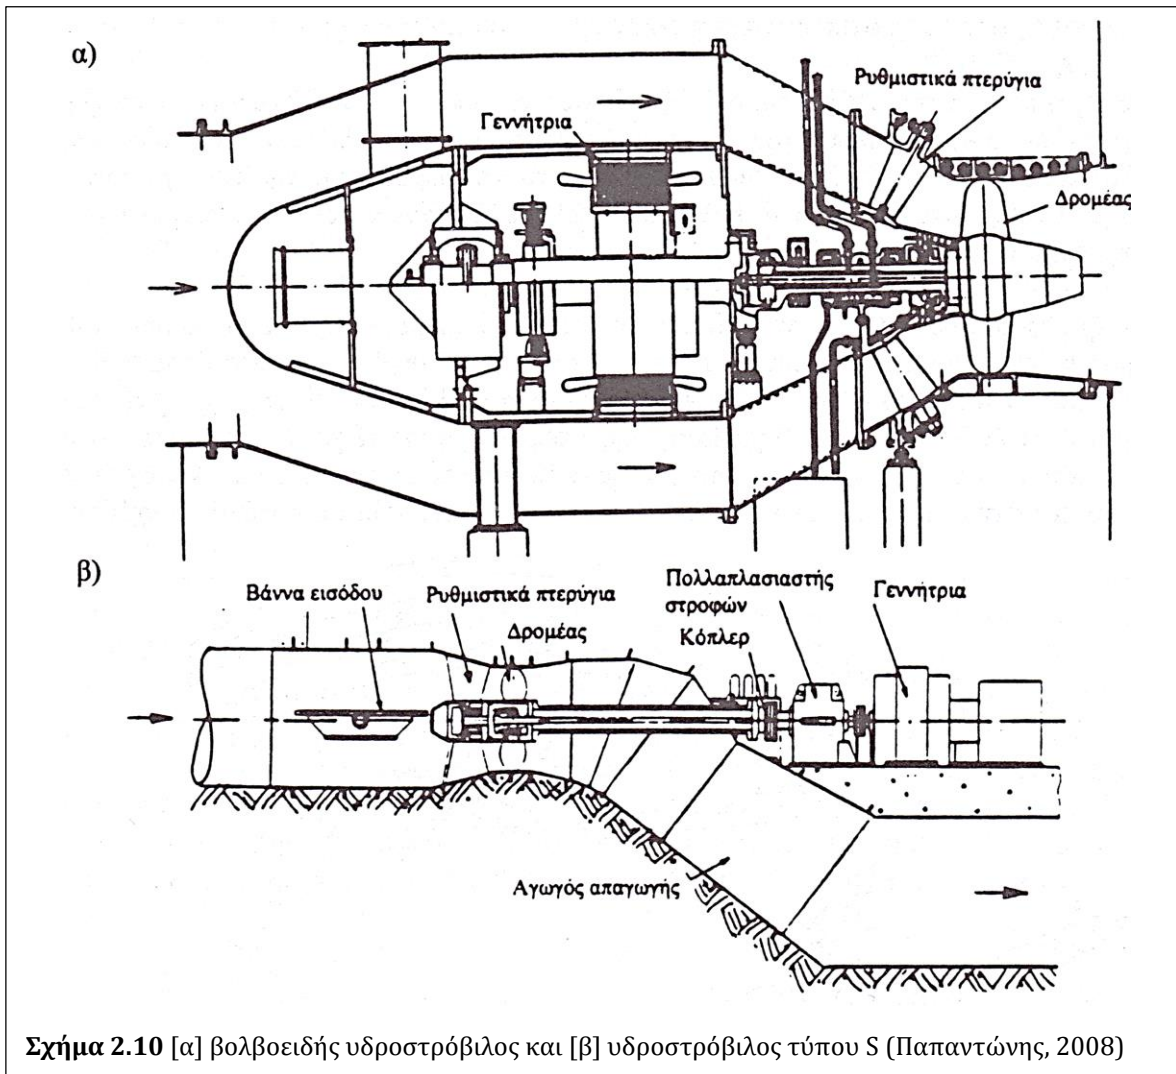 α)
Ρυθμιστικά πτερύγια
Γεννήτρια
Δρομέας
β)
Βάννα εισόδου
Ρυθμιστικά πτερύγια
Δρομέας
Πολλαπλασιαστής
στροφών
Κόπλερ
Γεννήτρια
Αγωγός απαγωγής
Σχήμα 2.10 [α] βολβοειδής υδροστρόβιλος και [β] υδροστρόβιλος τύπου S (Παπαντώνης, 2008)